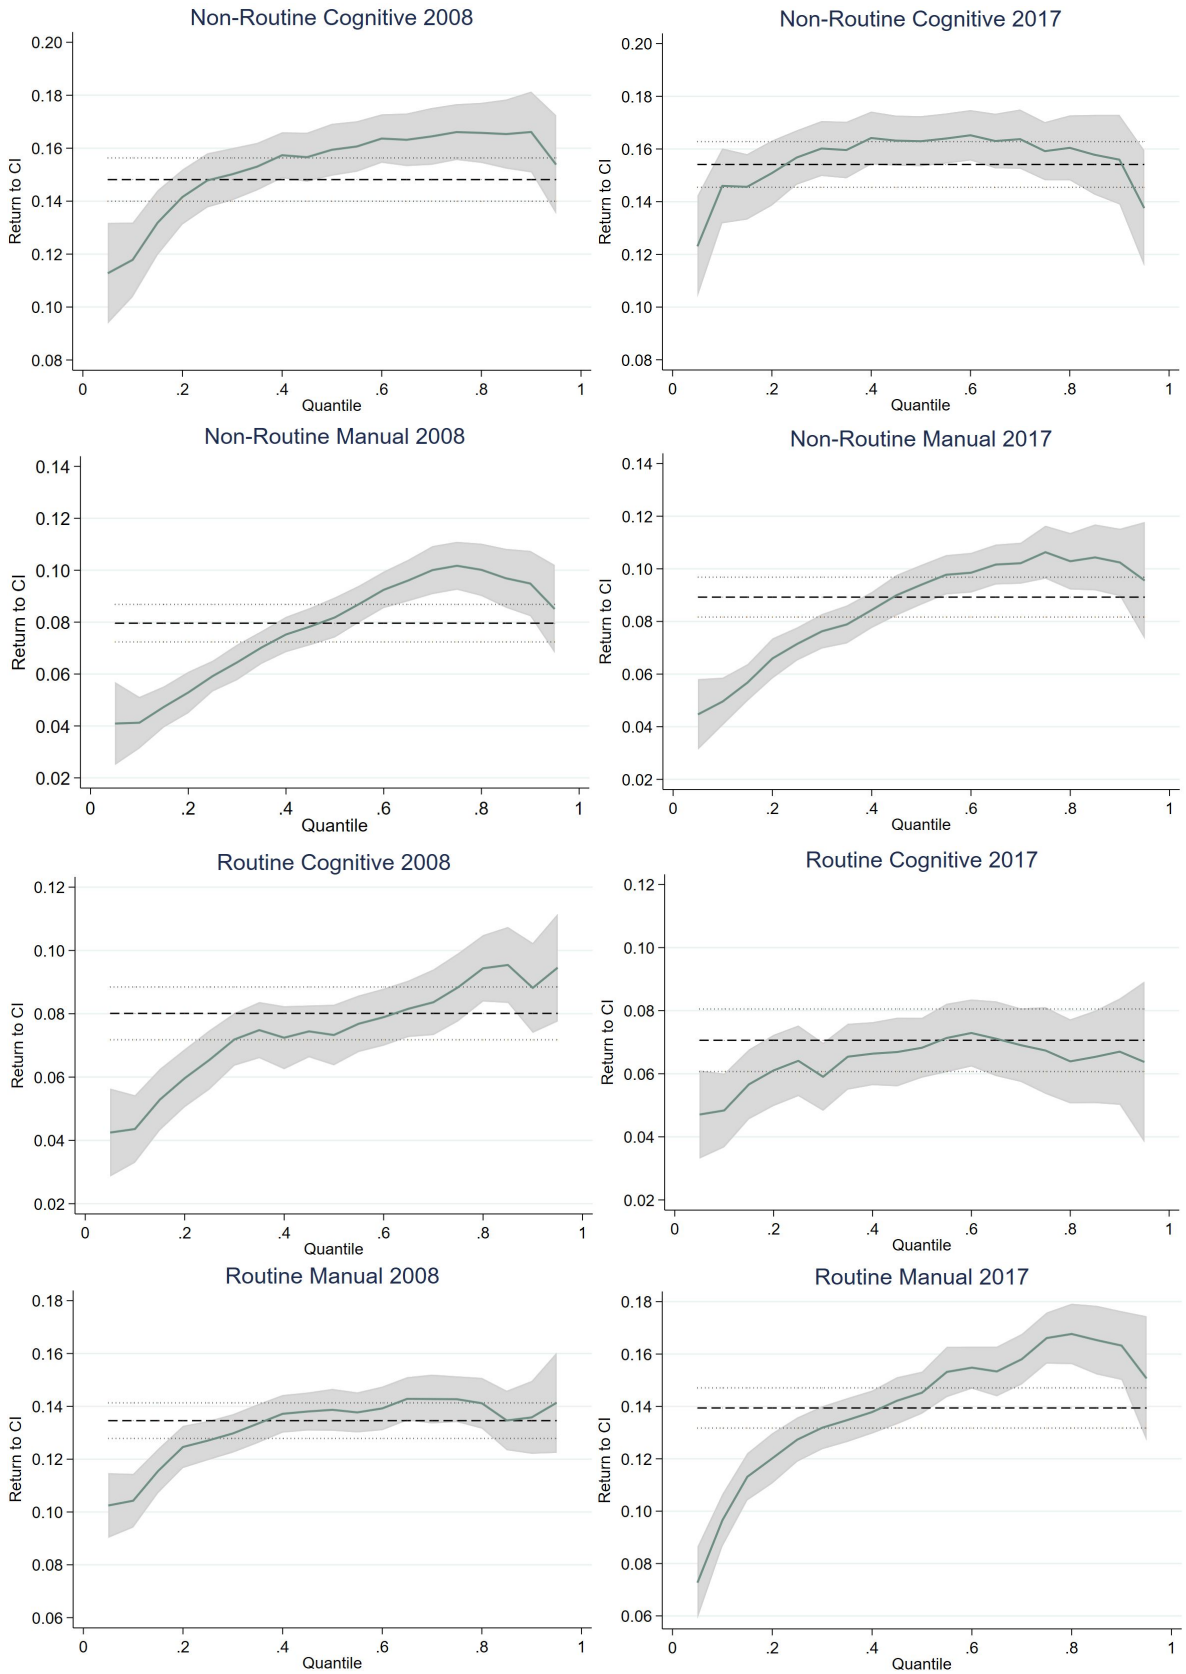 Non-Routine Cognitive 2008
Return to CI
0.20
0.18
0.16
0.14
0.12
0.10
0.08
0 .2 .4 .6 .8 1
Quantile
Non-Routine Cognitive 2017
Return to CI
0.20
0.18
0.16
0.14
0.12
0.10
0.08
0 .2 .4 .6 .8 1
Quantile
Non-Routine Manual 2008
Return to CI
0.14
0.12
0.10
0.08
0.06
0.04
0.02
0 .2 .4 .6 .8 1
Quantile
Non-Routine Manual 2017
Return to CI
0.14
0.12
0.10
0.08
0.06
0.04
0.02
0 .2 .4 .6 .8 1
Quantile
Routine Cognitive 2008
Return to CI
0.12
0.10
0.08
0.06
0.04
0.02
0 .2 .4 .6 .8 1
Quantile
Routine Cognitive 2017
Return to CI
0.12
0.10
0.08
0.06
0.04
0.02
0 .2 .4 .6 .8 1
Quantile
Routine Manual 2008
Return to CI
0.18
0.16
0.14
0.12
0.10
0.08
0.06
0 .2 .4 .6 .8 1
Quantile
Routine Manual 2017
Return to CI
0.18
0.16
0.14
0.12
0.10
0.08
0.06
0 .2 .4 .6 .8 1
Quantile